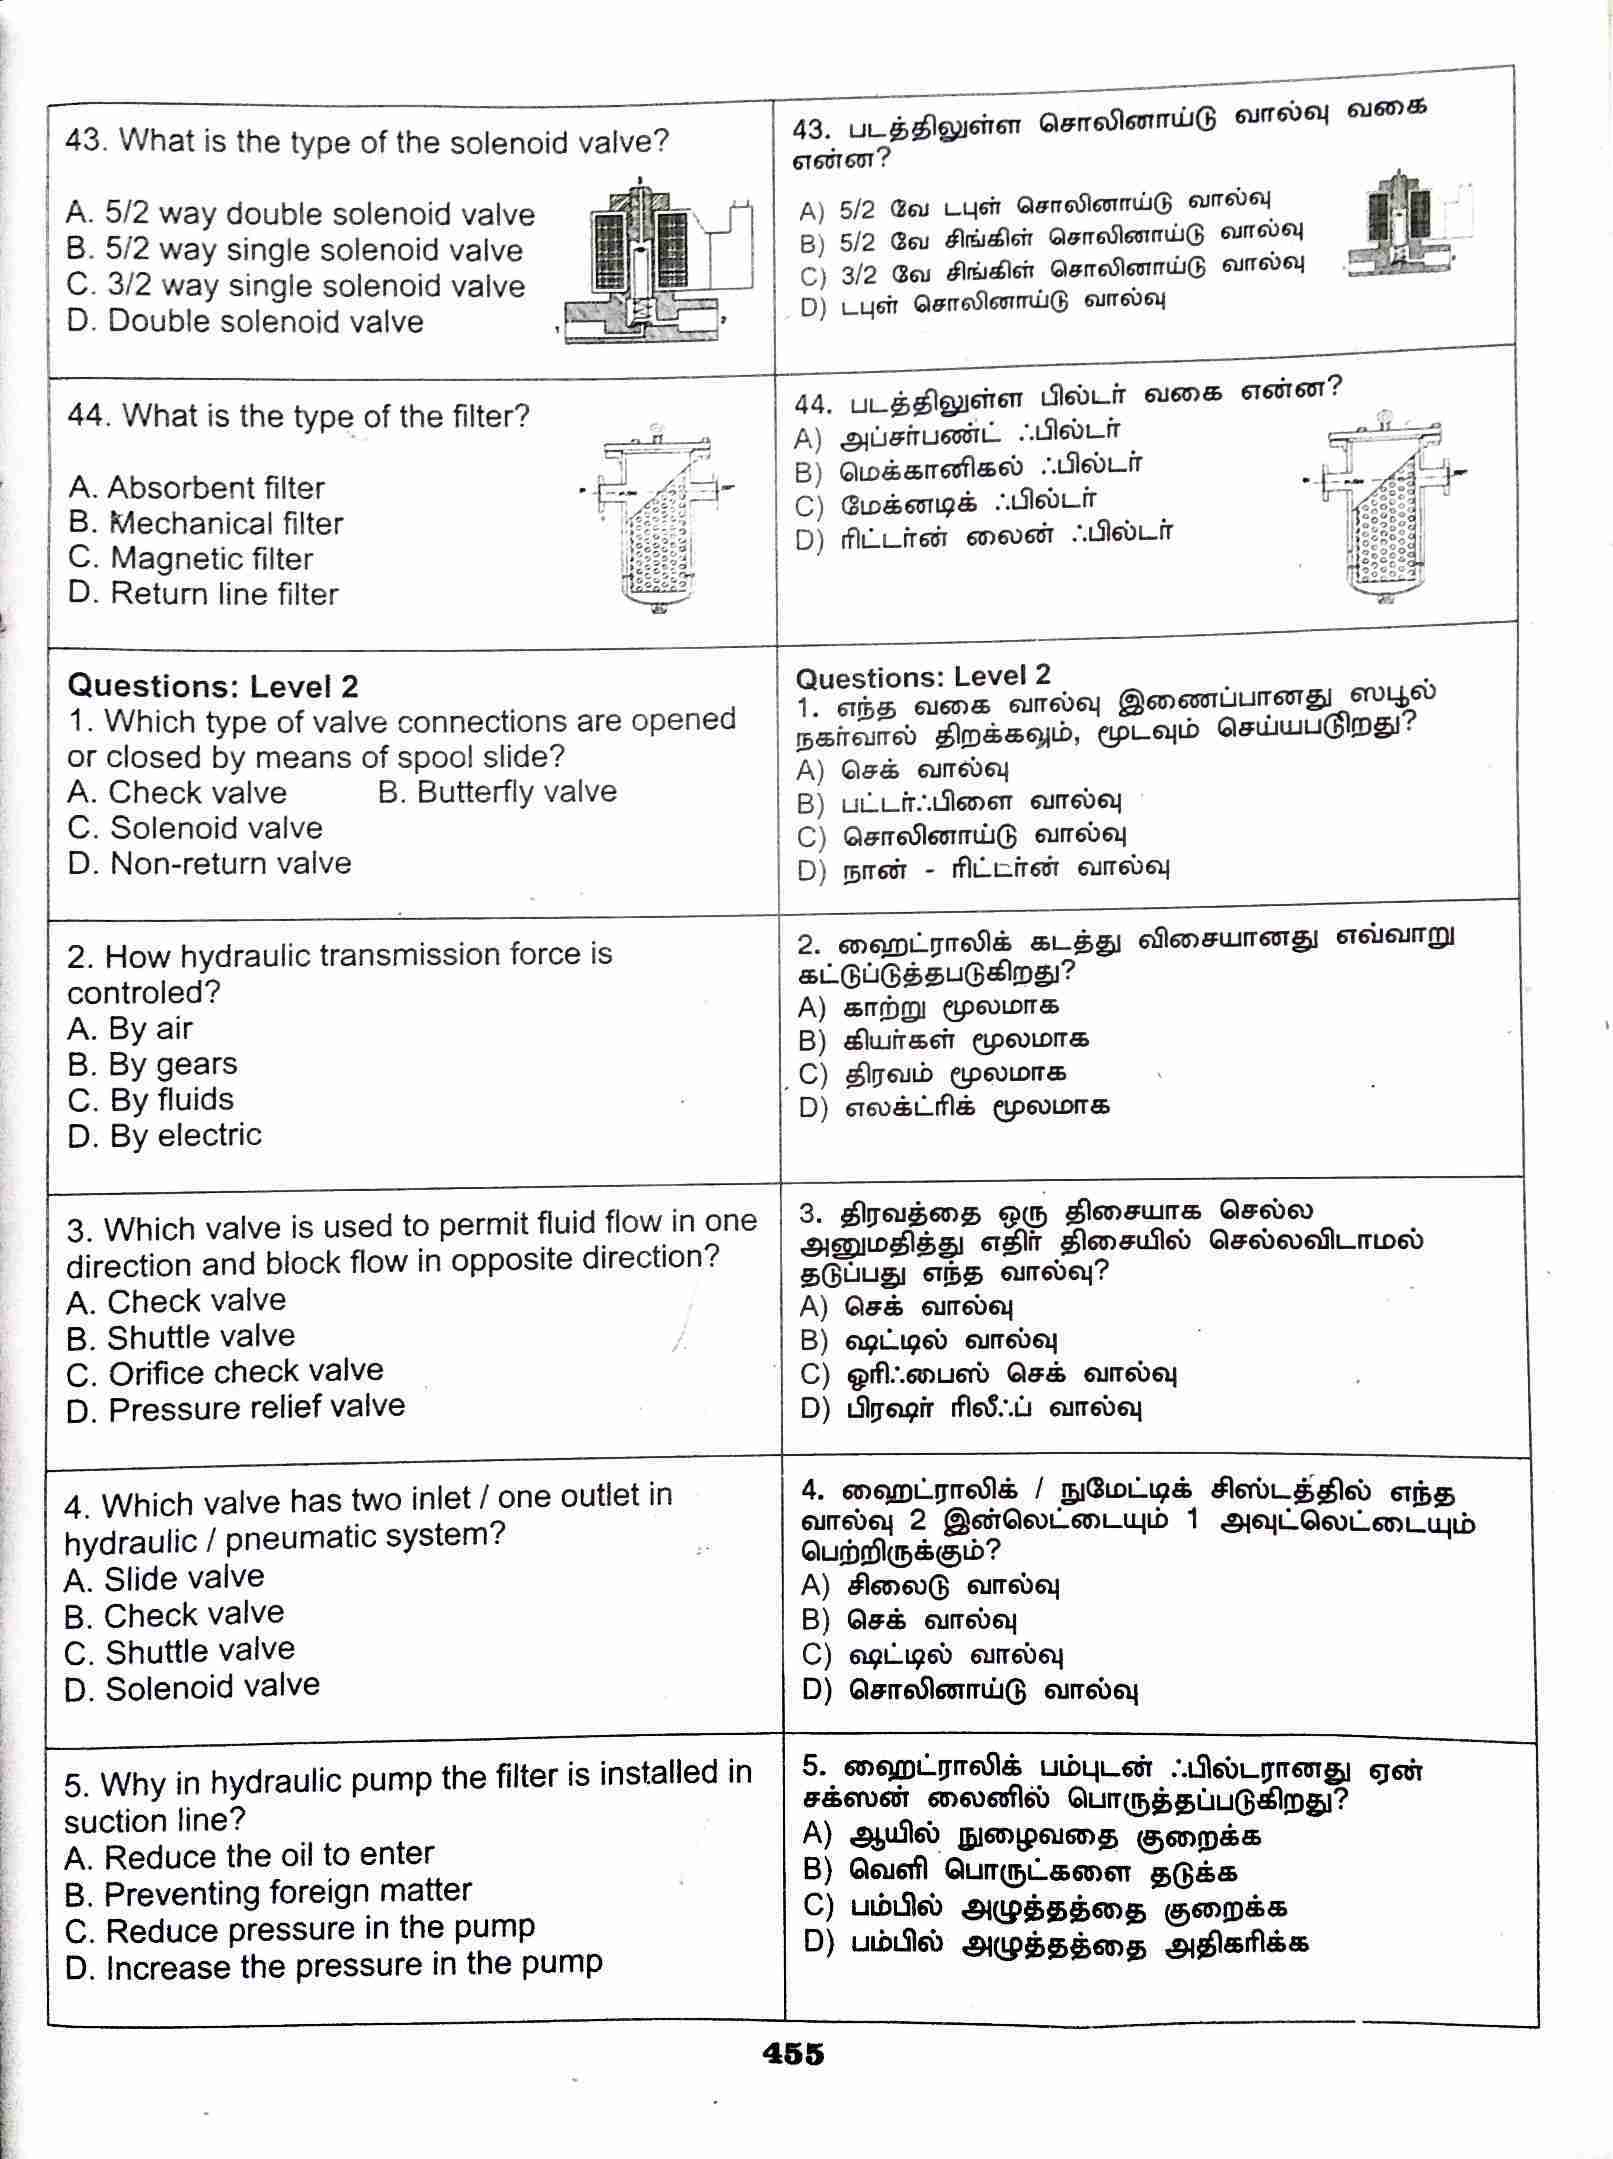 43. What is the type of the solenoid valve?
A. 5/2 way double solenoid valve
B. 5/2 way single solenoid valve
C. 3/2 way single solenoid valve
D. Double solenoid valve
43. படத்திலுள்ள சொலினாய்டு வால்வு வகை
என்ன?
A) 5/2 வே டபுள் சொலினாய்டு வால்வு
B) 5/2 வே சிங்கிள் சொலினாய்டு வால்வு
C) 3/2 வே சிங்கிள் சொலினாய்டு வால்வு
D) டபுள் சொலினாய்டு வால்வு
44. What is the type of the filter?
A. Absorbent filter
B. Mechanical filter
C. Magnetic filter
D. Return line filter
44. படத்திலுள்ள பில்டர் வகை என்ன?
A) அப்சர்பண்ட் ஃபில்டர்
B) மெக்கானிகல் ஃபில்டர்
C) மேக்னடிக் ஃபில்டர்
D) ரிட்டர்ன் லைன் ஃபில்டர்
Questions: Level 2
1. Which type of valve connections are opened
or closed by means of spool slide?
A. Check valve B. Butterfly valve
C. Solenoid valve
D. Non-return valve
Questions: Level 2
1. எந்த வகை வால்வு இணைப்பானது ஸபூல்
நகர்வால் திறக்கவும், மூடவும் செய்யபடுிறது?
A) செக் வால்வு
B) பட்டர்ஃபிளை வால்வு
C) சொலினாய்டு வால்வு
D) நான் - ரிட்டர்ன் வால்வு
2. How hydraulic transmission force is
controled?
A. By air
B. By gears
C. By fluids
D. By electric
2. ஹைட்ராலிக் கடத்து விசையானது எவ்வாறு
கட்டுப்டுத்தபடுகிறது?
A) காற்று மூலமாக
B) கியர்கள் மூலமாக
C) திரவம் மூலமாக
D) எலக்ட்ரிக் மூலமாக
3. Which valve is used to permit fluid flow in one
direction and block flow in opposite direction?
A. Check valve
B. Shuttle valve
C. Orifice check valve
D. Pressure relief valve
3. திரவத்தை ஒரு திசையாக செல்ல
அனுமதித்து எதிர் திசையில் செல்லவிடாமல்
தடுப்பது எந்த வால்வு?
A) செக் வால்வு
B) ஷட்டில் வால்வு
C) ஒரிஃபைஸ் செக் வால்வு
D) பிரஷர் ரிலீஃப் வால்வு
4. Which valve has two inlet / one outlet in
hydraulic / pneumatic system?
A. Slide valve
B. Check valve
C. Shuttle valve
D. Solenoid valve
4. ஹைட்ராலிக் / நுமேட்டிக் சிஸ்டத்தில் எந்த
வால்வு 2 இன்லெட்டையும் 1 அவுட்லெட்டையும்
பெற்றிருக்கும்?
A) சிலைடு வால்வு
B) செக் வால்வு
C) ஷட்டில் வால்வு
D) சொலினாய்டு வால்வு
5. Why in hydraulic pump the filter is installed in
suction line?
A. Reduce the oil to enter
B. Preventing foreign matter
C. Reduce pressure in the pump
D. Increase the pressure in the pump
5. ஹைட்ராலிக் பம்புடன் ஃபில்டரானது ஏன்
சக்ஸன் லைனில் பொருத்தப்படுகிறது?
A) ஆயில் நுழைவதை குறைக்க
B) வெளி பொருட்களை தடுக்க
C) பம்பில் அழுத்தத்தை குறைக்க
D) பம்பில் அழுத்தத்தை அதிகரிக்க
455